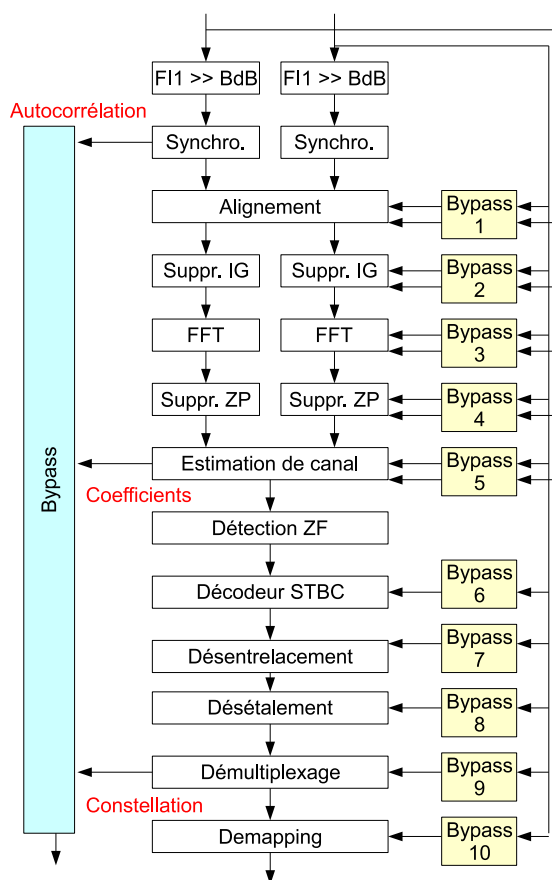 FI1 >> BdB
FI1 >> BdB
Autocorrélation
Synchro.
Synchro.
Alignement
Bypass
1
Suppr. IG
Suppr. IG
Bypass
2
FFT
FFT
Bypass
3
Suppr. ZP
Suppr. ZP
Bypass
4
Bypass
Estimation de canal
Bypass
5
Coefficients
Détection ZF
Décodeur STBC
Bypass
6
Désentrelacement
Bypass
7
Désétalement
Bypass
8
Démultiplexage
Bypass
9
Constellation
Demapping
Bypass
10